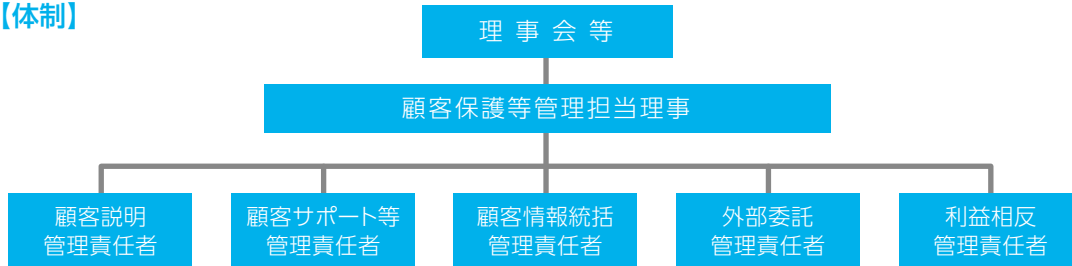 【体制】
理事会等
顧客保護等管理担当理事
顧客説明
管理責任者
顧客サポート等
管理責任者
顧客情報統括
管理責任者
外部委託
管理責任者
利益相反
管理責任者